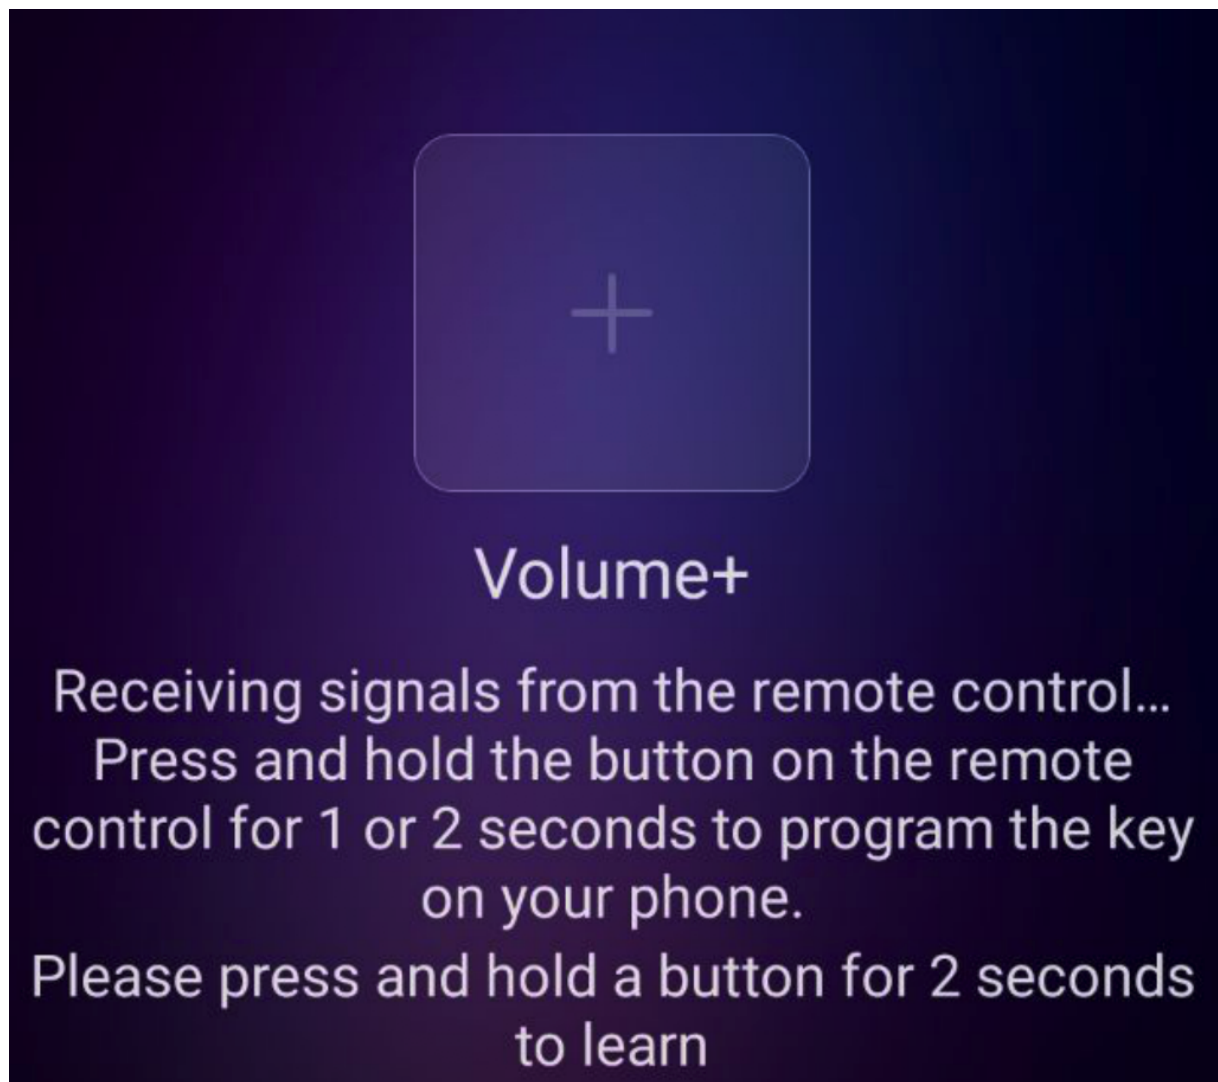 Volume+
Receiving signals from the remote control...
Press and hold the button on the remote
control for 1 or 2 seconds to program the key
on your phone.
Please press and hold a button for 2 seconds
to learn